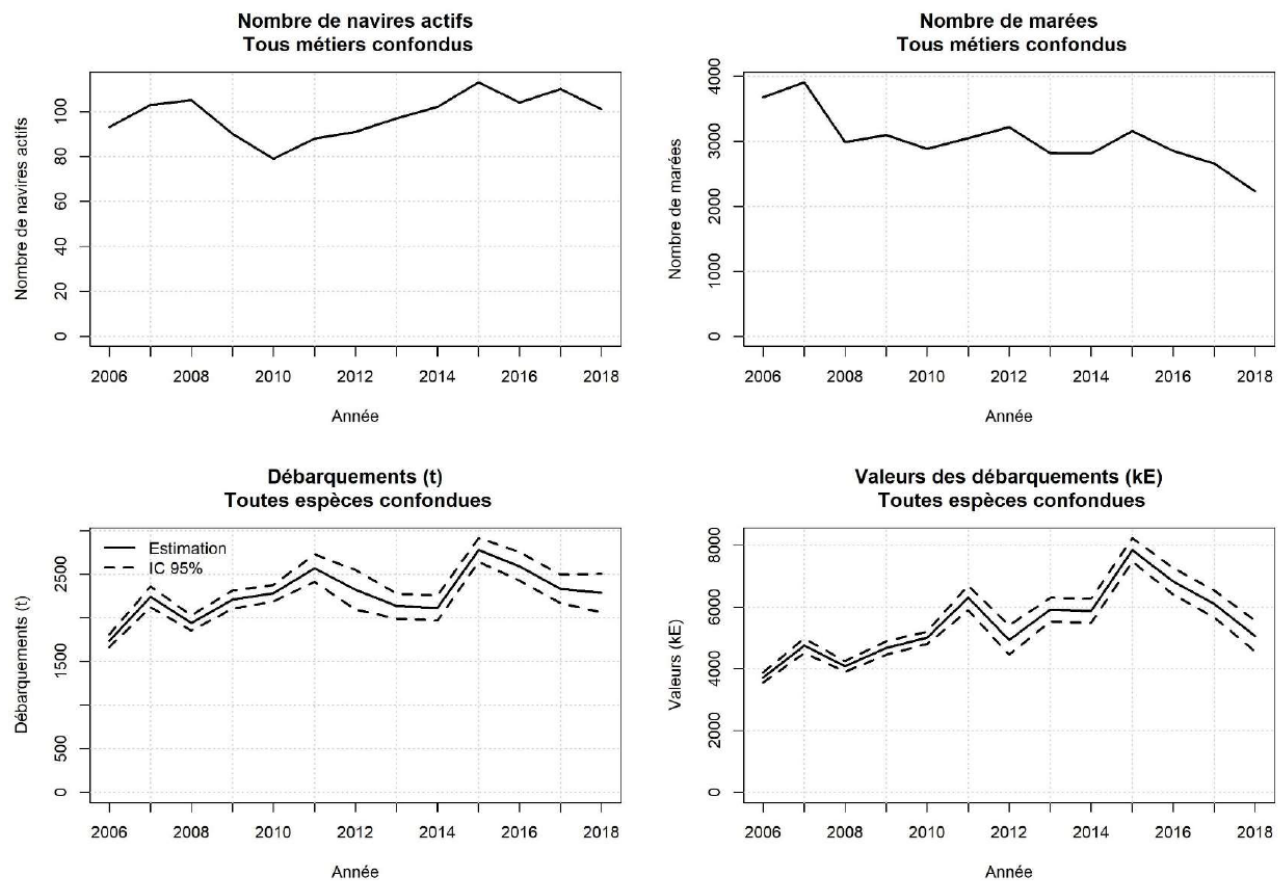 Nombre de navires actifs
Tous métiers confondus
Nombre de navires actifs
100
80
60
40
20
0
2006 2008 2010 2012 2014 2016 2018
Année
Nombre de marées
Tous métiers confondus
Nombre de marées
4000
3000
2000
1000
0
2006 2008 2010 2012 2014 2016 2018
Année
Débarquements (t)
Toutes espèces confondues
Estimation
IC 95%
Débarquements (t)
2500
1500
500
0
2006 2008 2010 2012 2014 2016 2018
Année
Valeurs des débarquements (kE)
Toutes espèces confondues
Valeurs (kE)
8000
6000
4000
2000
0
2006 2008 2010 2012 2014 2016 2018
Année